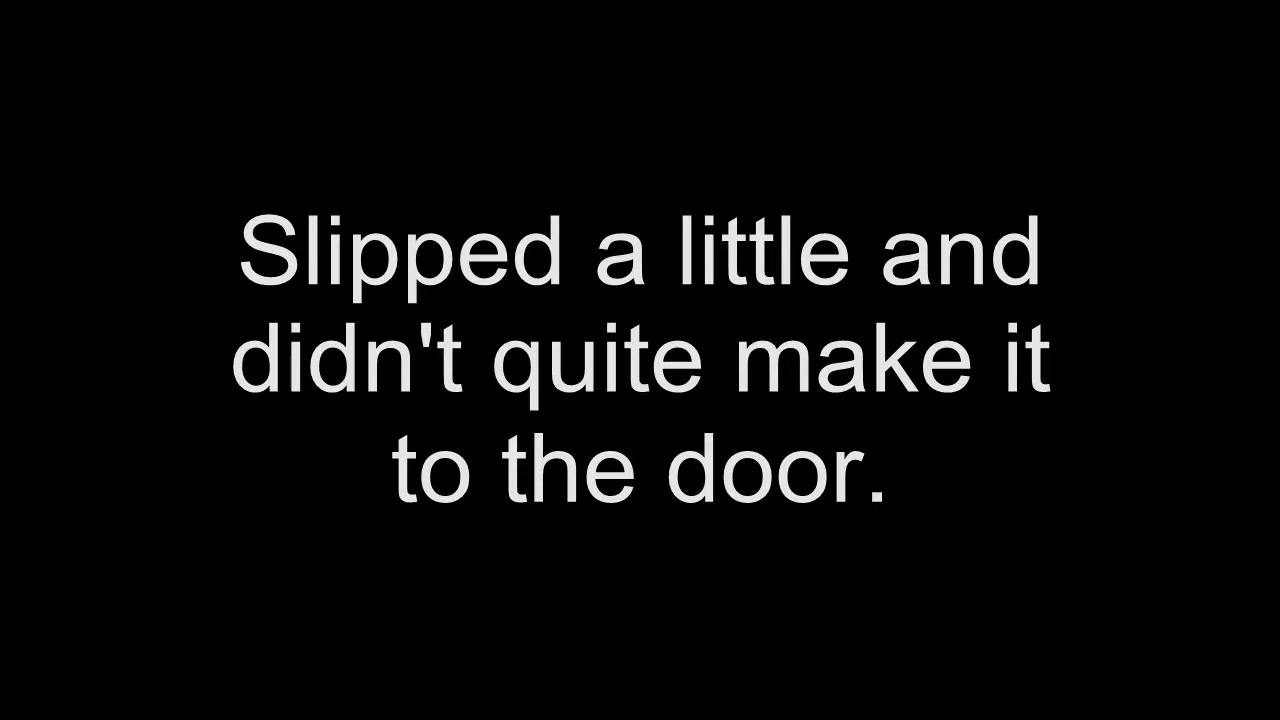 Slipped a little and
didn't quite make it
to the door.